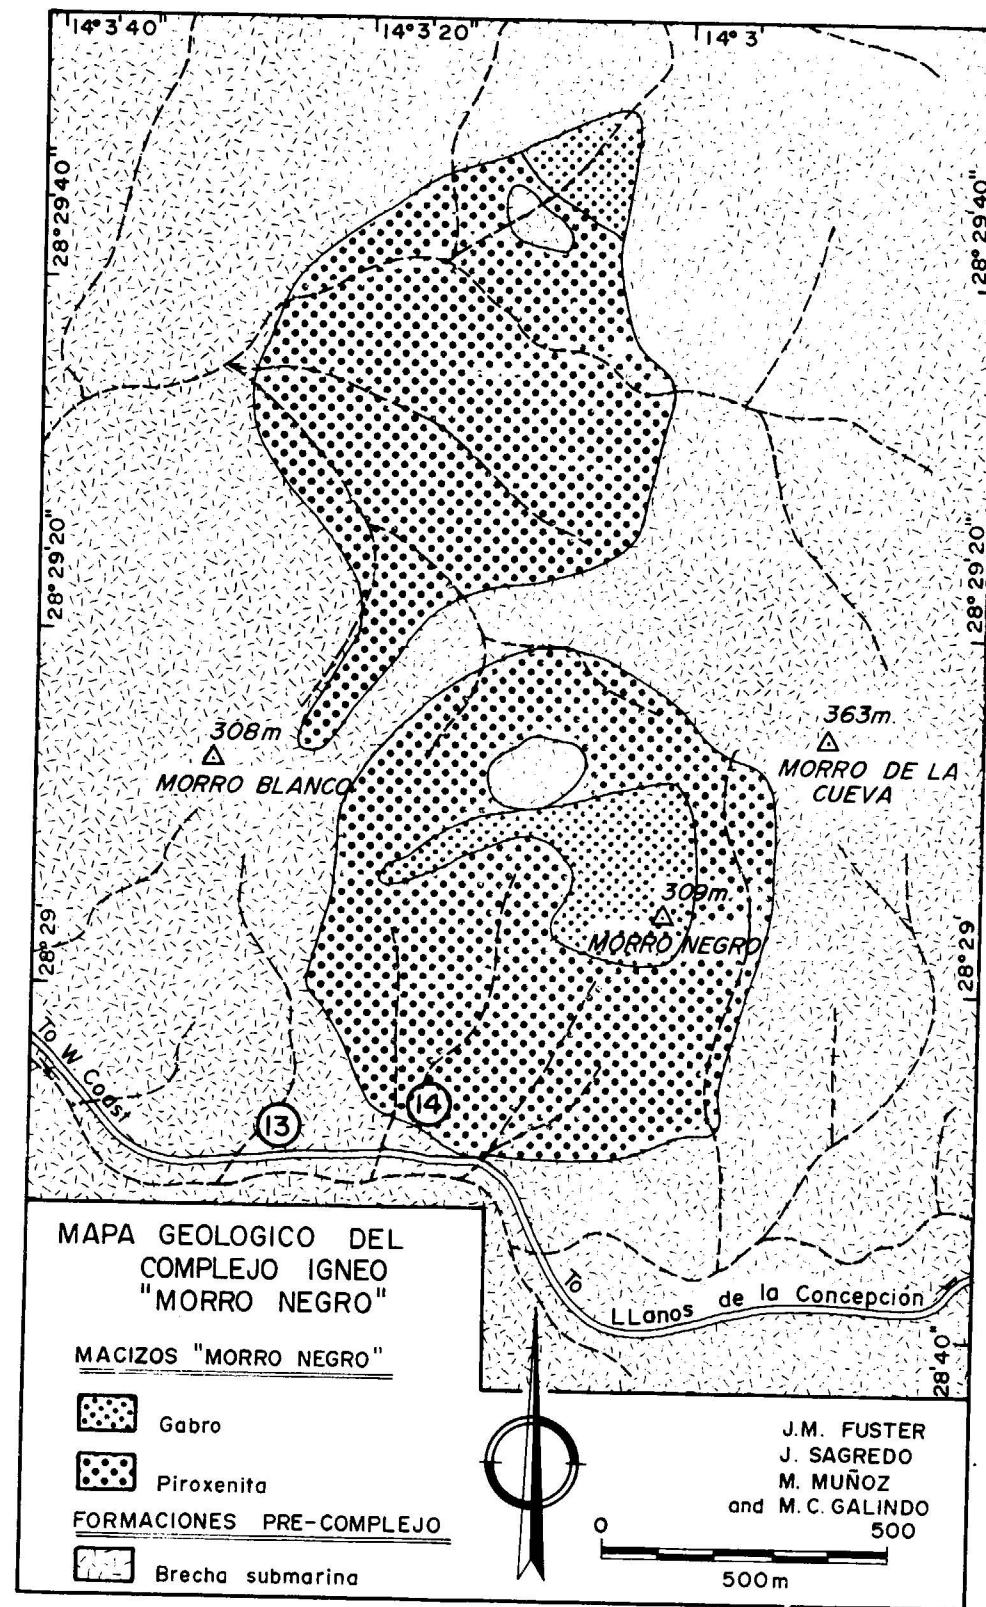 14° 3' 40"
14° 3' 20"
14° 3'
28° 29' 40"
28° 29' 40"
28° 29' 20"
28° 29' 20"
308m
MORRO BLANCO
363m.
MORRO DE LA
CUEVA
309m.
MORRO NEGRO
28° 29'
28° 29'
To W Coast
13
14
To LLanos de la Concepción
28' 40"
MAPA GEOLOGICO DEL
COMPLEJO IGNEO
"MORRO NEGRO"
MACIZOS "MORRO NEGRO"
Gabro
Piroxenita
FORMACIONES PRE-COMPLEJO
Brecha submarina
J.M. FUSTER
J. SAGREDO
M. MUÑOZ
and M.C. GALINDO
0 500
500m